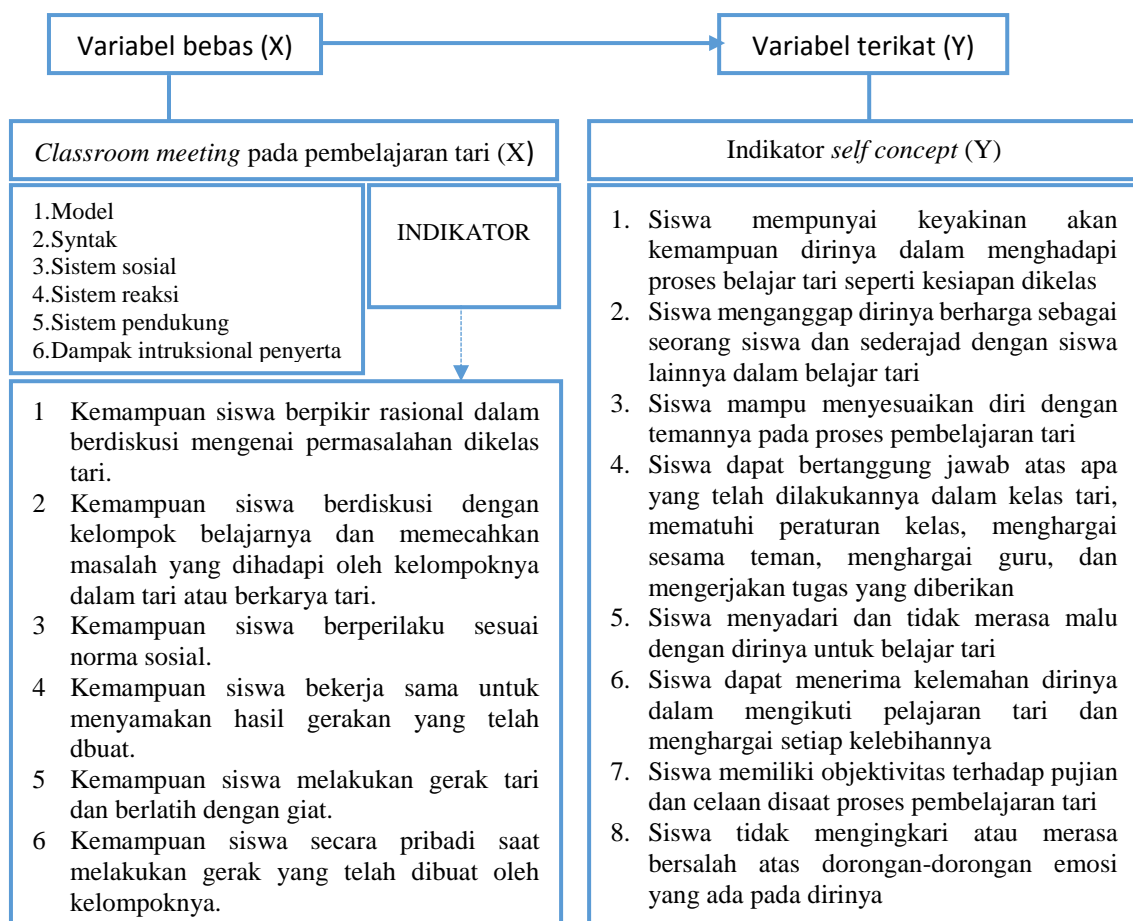 Variabel bebas (X)
Variabel terikat (Y)
Classroom meeting pada pembelajaran tari (X)
1.Model
2.Syntak
3.Sistem sosial
4.Sistem reaksi
5.Sistem pendukung
6.Dampak intruksional penyerta
INDIKATOR
1 Kemampuan siswa berpikir rasional dalam
berdiskusi mengenai permasalahan dikelas
tari.
2 Kemampuan siswa berdiskusi dengan
kelompok belajarnya dan memecahkan
masalah yang dihadapi oleh kelompoknya
dalam tari atau berkarya tari.
3 Kemampuan siswa berperilaku sesuai
norma sosial.
4 Kemampuan siswa bekerja sama untuk
menyamakan hasil gerakan yang telah
dbuat.
5 Kemampuan siswa melakukan gerak tari
dan berlatih dengan giat.
6 Kemampuan siswa secara pribadi saat
melakukan gerak yang telah dibuat oleh
kelompoknya.
Indikator self concept (Y)
1. Siswa mempunyai keyakinan akan
kemampuan dirinya dalam menghadapi
proses belajar tari seperti kesiapan dikelas
2. Siswa menganggap dirinya berharga sebagai
seorang siswa dan sederajad dengan siswa
lainnya dalam belajar tari
3. Siswa mampu menyesuaikan diri dengan
temannya pada proses pembelajaran tari
4. Siswa dapat bertanggung jawab atas apa
yang telah dilakukannya dalam kelas tari,
mematuhi peraturan kelas, menghargai
sesama teman, menghargai guru, dan
mengerjakan tugas yang diberikan
5. Siswa menyadari dan tidak merasa malu
dengan dirinya untuk belajar tari
6. Siswa dapat menerima kelemahan dirinya
dalam mengikuti pelajaran tari dan
menghargai setiap kelebihannya
7. Siswa memiliki objektivitas terhadap pujian
dan celaan disaat proses pembelajaran tari
8. Siswa tidak mengingkari atau merasa
bersalah atas dorongan-dorongan emosi
yang ada pada dirinya